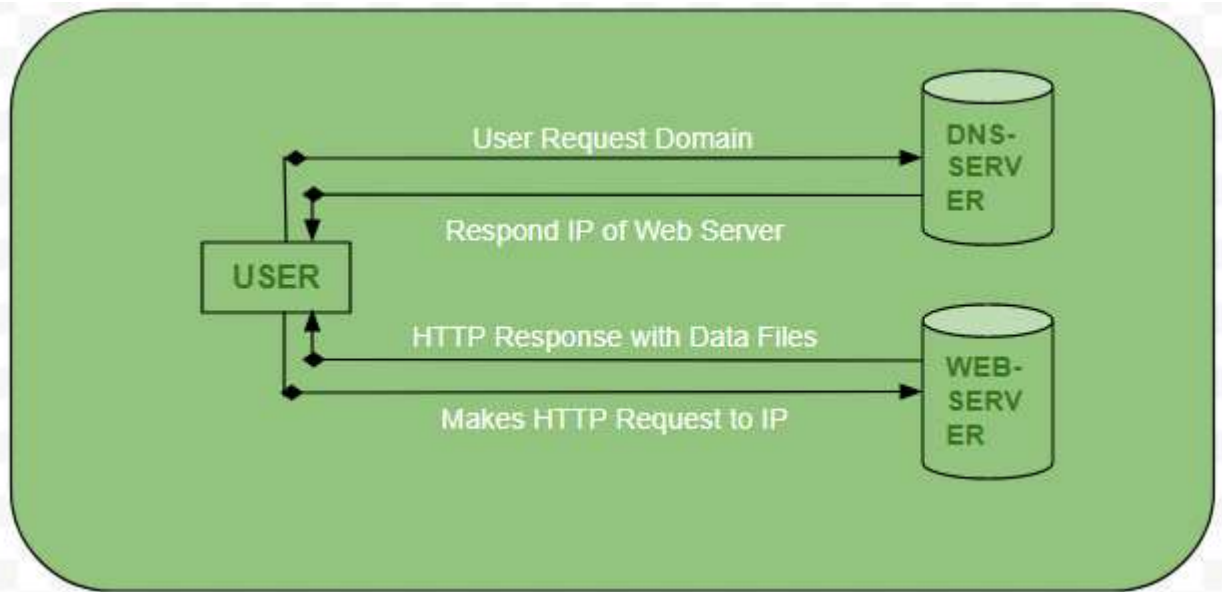 User Request Domain
DNS-
SERV
ER
Respond IP of Web Server
USER
HTTP Response with Data Files
WEB-
SERV
ER
Makes HTTP Request to IP